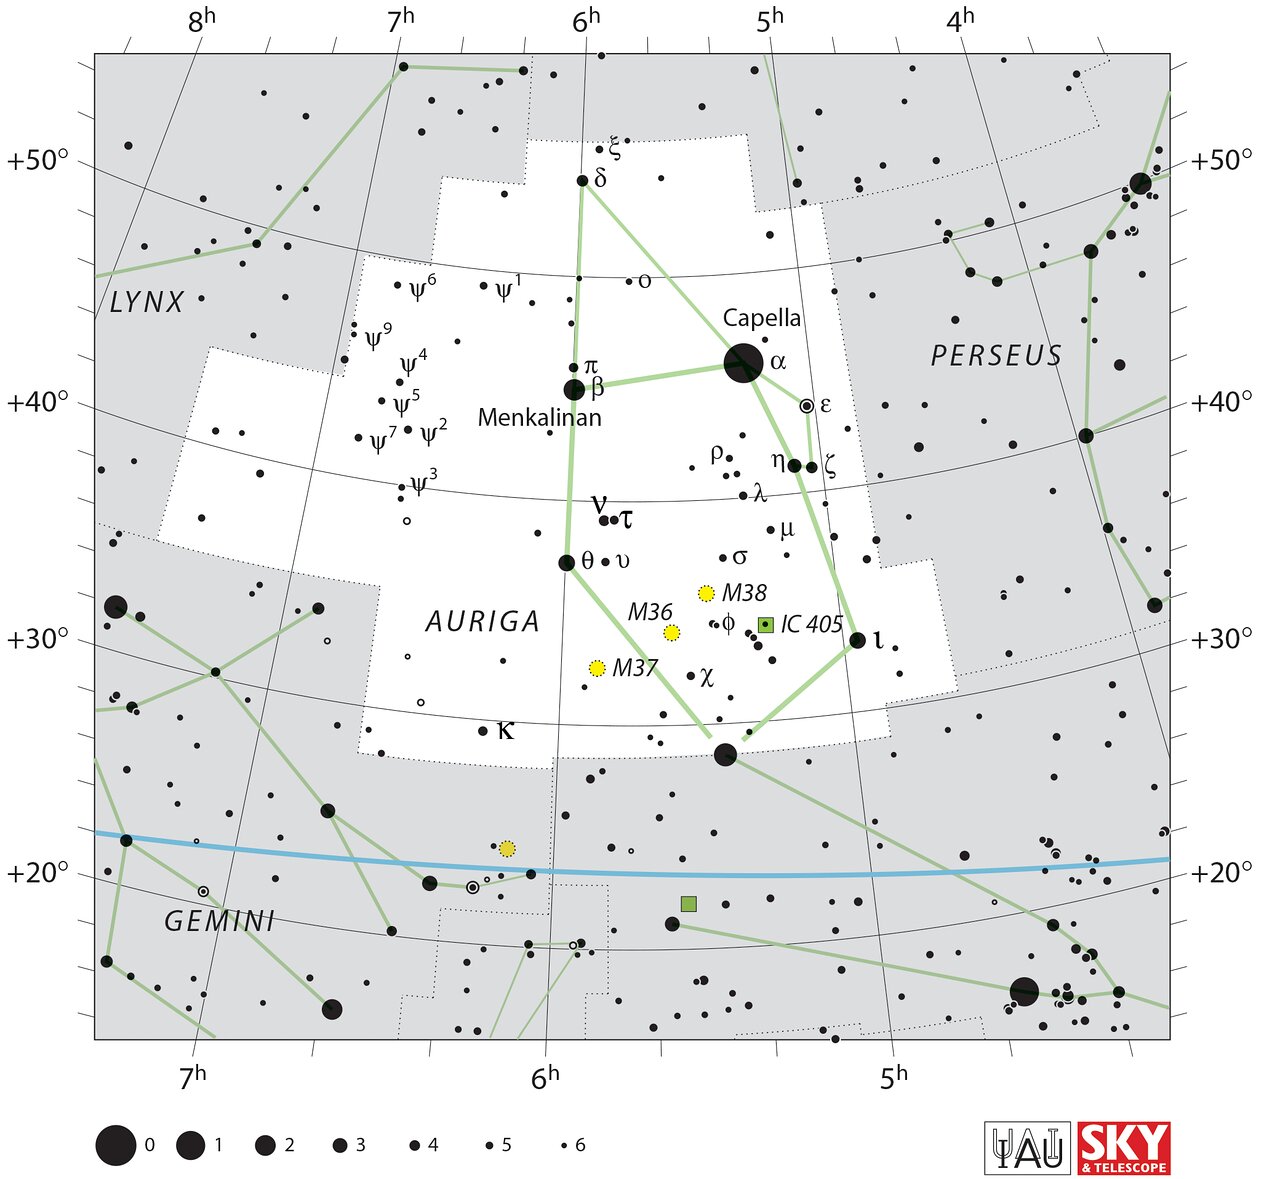 8h 7h 6h 5h 4h
+50° +50°
ξ
δ
ψ⁶ ψ¹ ο
LYNX
Capella
ψ⁹
PERSEUS
ψ⁴ π α
β
+40° ψ⁵ ε +40°
Menkalinan
ψ⁷ ψ²
ρ η ζ
ψ³
λ
ν τ
μ
θ υ σ
M38
M36
AURIGA φ IC 405
+30° ι +30°
M37
χ
κ
+20° +20°
GEMINI
7h 6h 5h
0 1 2 3 4 5 6
IAU
SKY
& TELESCOPE